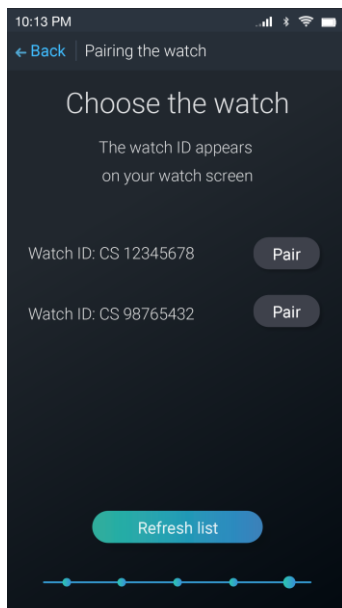 10:13 PM
← Back Pairing the watch
Choose the watch
The watch ID appears
on your watch screen
Watch ID: CS 12345678 Pair
Watch ID: CS 98765432 Pair
Refresh list